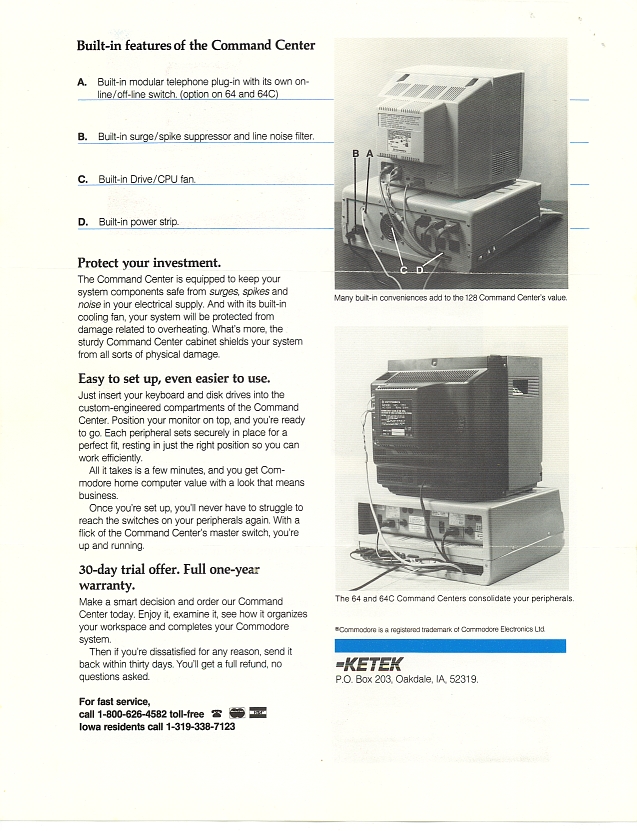 Built-in features of the Command Center
A. Built-in modular telephone plug-in with its own on-
line/off-line switch. (option on 64 and 64C)
B. Built-in surge/spike suppressor and line noise filter.
C. Built-in Drive/CPU fan.
D. Built-in power strip.
Protect your investment.
The Command Center is equipped to keep your
system components safe from surges, spikes and
noise in your electrical supply. And with its built-in
cooling fan, your system will be protected from
damage related to overheating. What's more, the
sturdy Command Center cabinet shields your system
from all sorts of physical damage.
Easy to set up, even easier to use.
Just insert your keyboard and disk drives into the
custom-engineered compartments of the Command
Center. Position your monitor on top, and you're ready
to go. Each peripheral sets securely in place for a
perfect fit, resting in just the right position so you can
work efficiently.
All it takes is a few minutes, and you get Com-
modore home computer value with a look that means
business.
Once you're set up, you'll never have to struggle to
reach the switches on your peripherals again. With a
flick of the Command Center's master switch, you're
up and running.
30-day trial offer. Full one-year
warranty.
Make a smart decision and order our Command
Center today. Enjoy it, examine it, see how it organizes
your workspace and completes your Commodore
system.
Then if you're dissatisfied for any reason, send it
back within thirty days. You'll get a full refund, no
questions asked.
For fast service,
call 1-800-626-4582 toll-free
Iowa residents call 1-319-338-7123
B A
C D
Many built-in conveniences add to the 128 Command Center's value.
The 64 and 64C Command Centers consolidate your peripherals.
®Commodore is a registered trademark of Commodore Electronics Ltd.
KETEK
P.O. Box 203, Oakdale, IA, 52319.